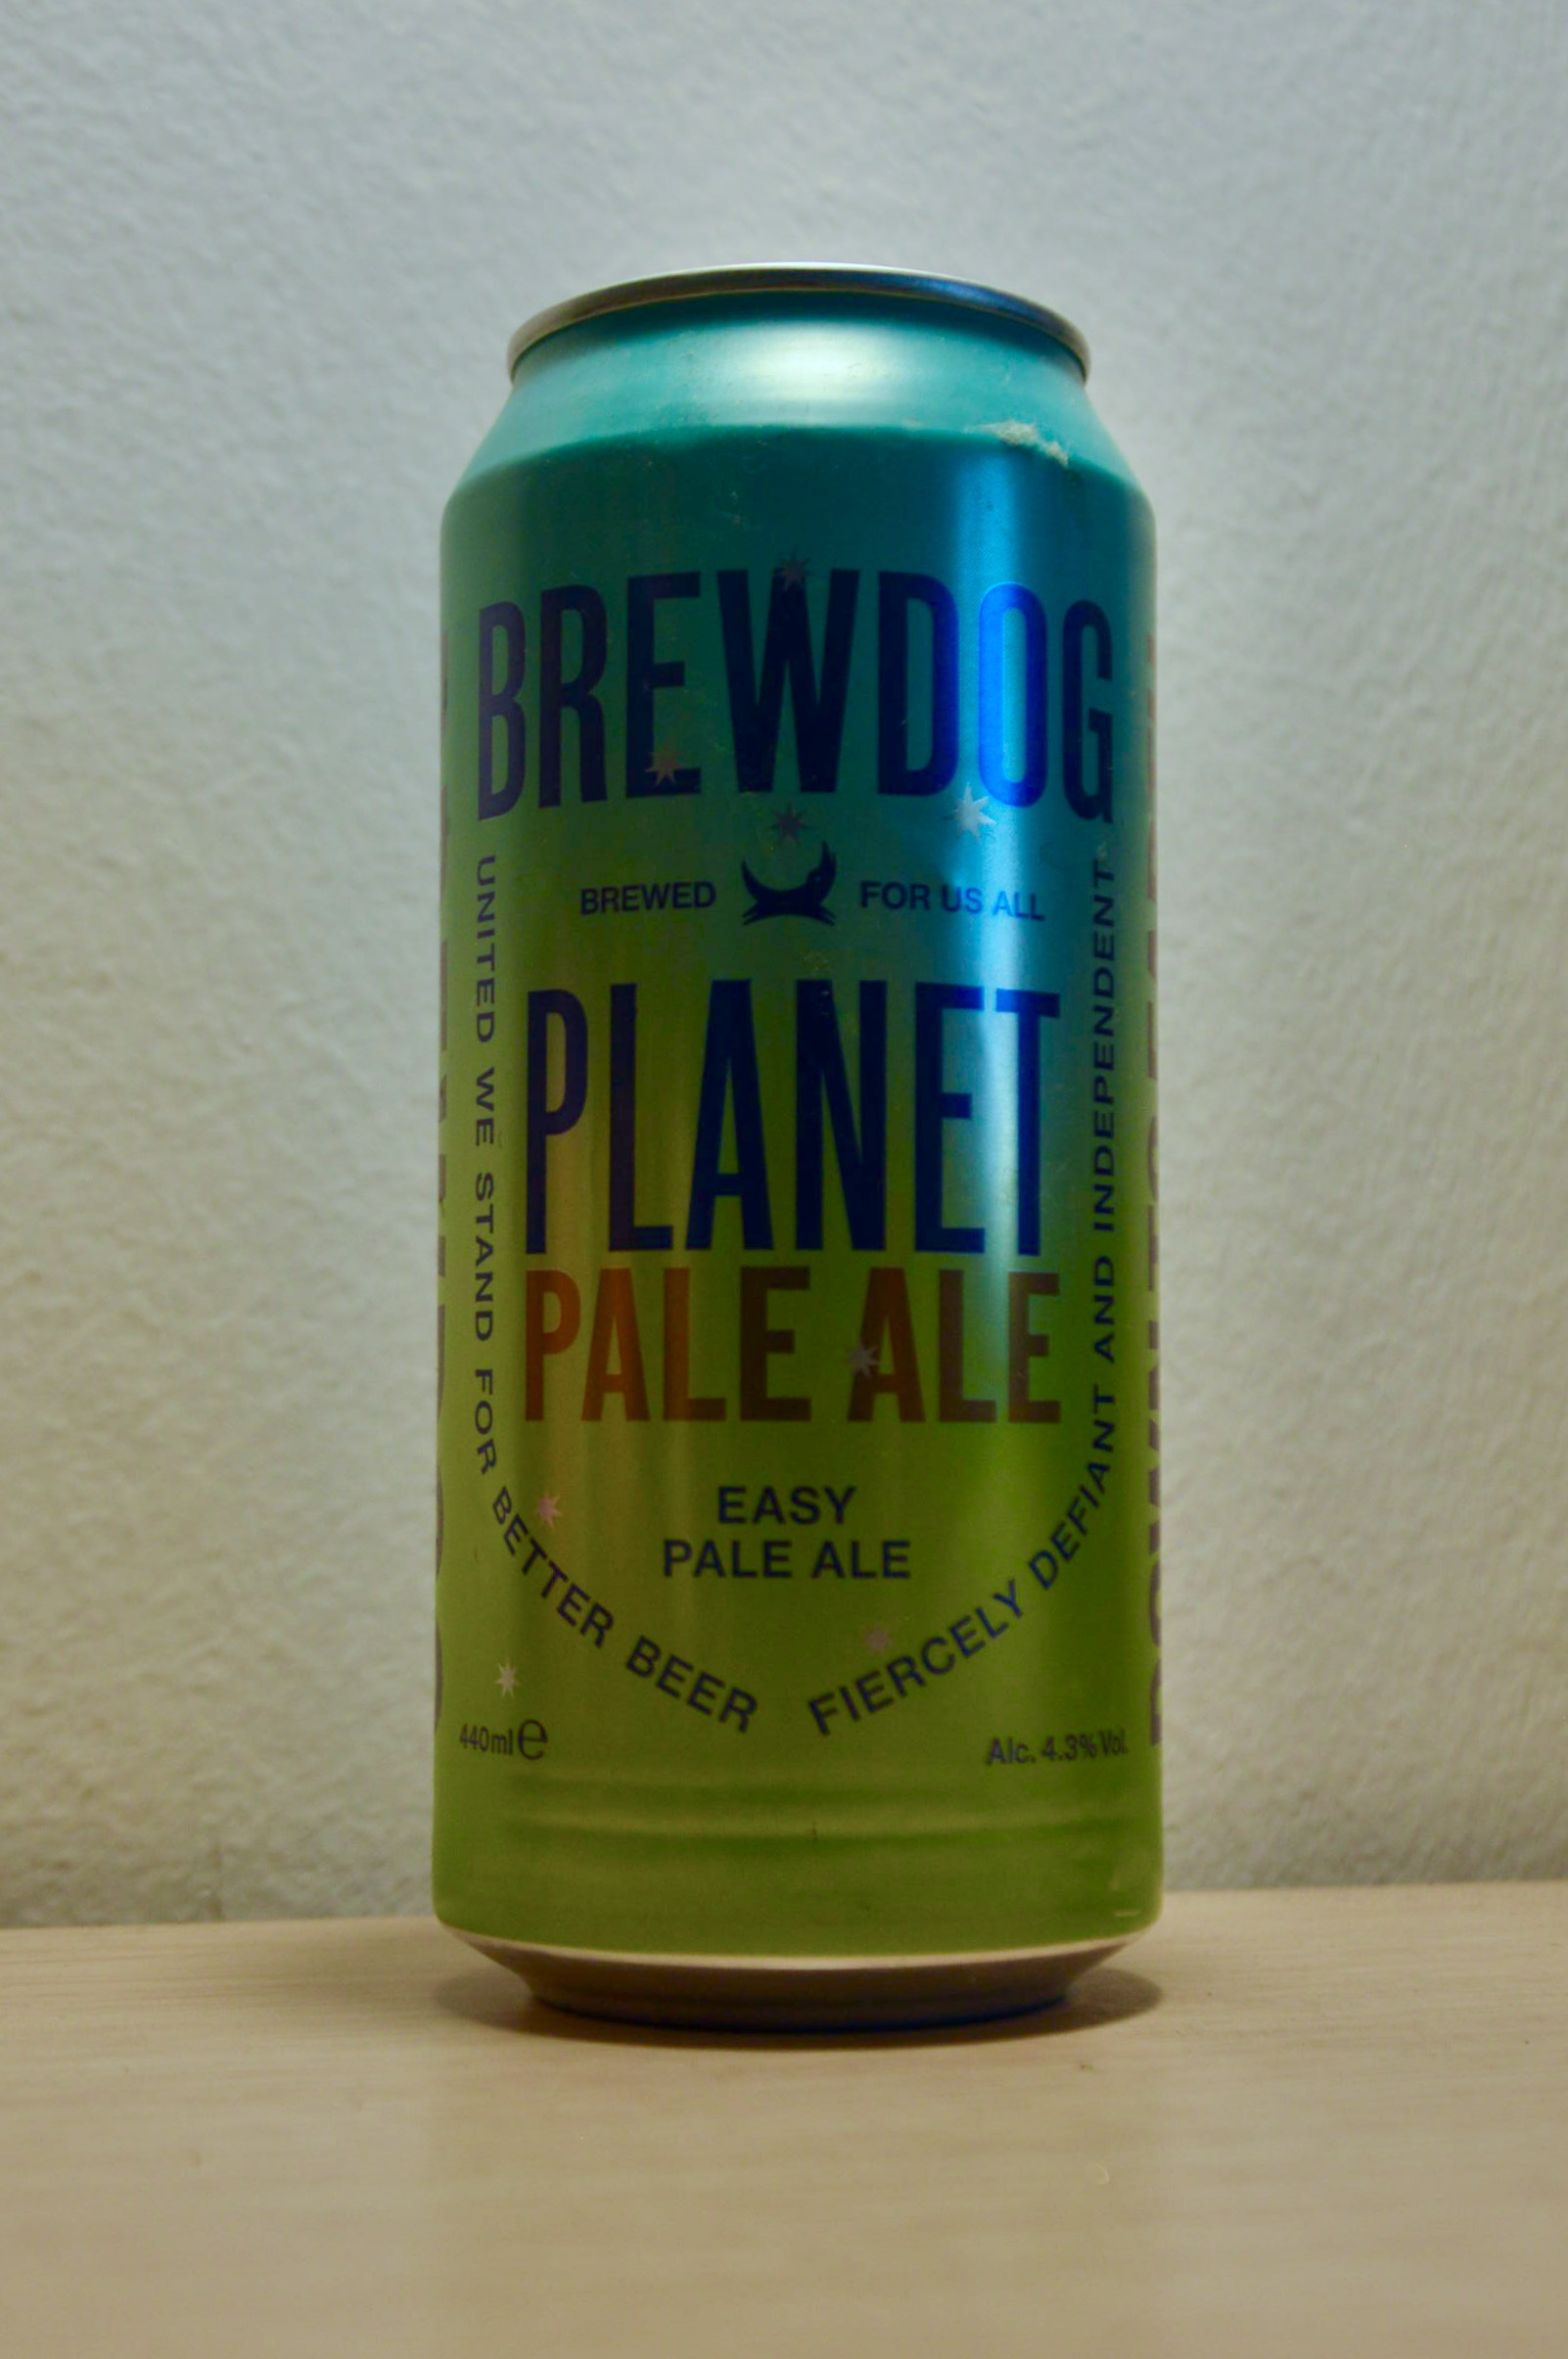 BREWDOG
BREWED FOR US ALL
PLANET
PALE ALE
EASY
PALE ALE
UNITED WE STAND FOR BETTER BEER
FIERCELY DEFIANT AND INDEPENDENT
440ml e
Alc. 4.3% Vol.